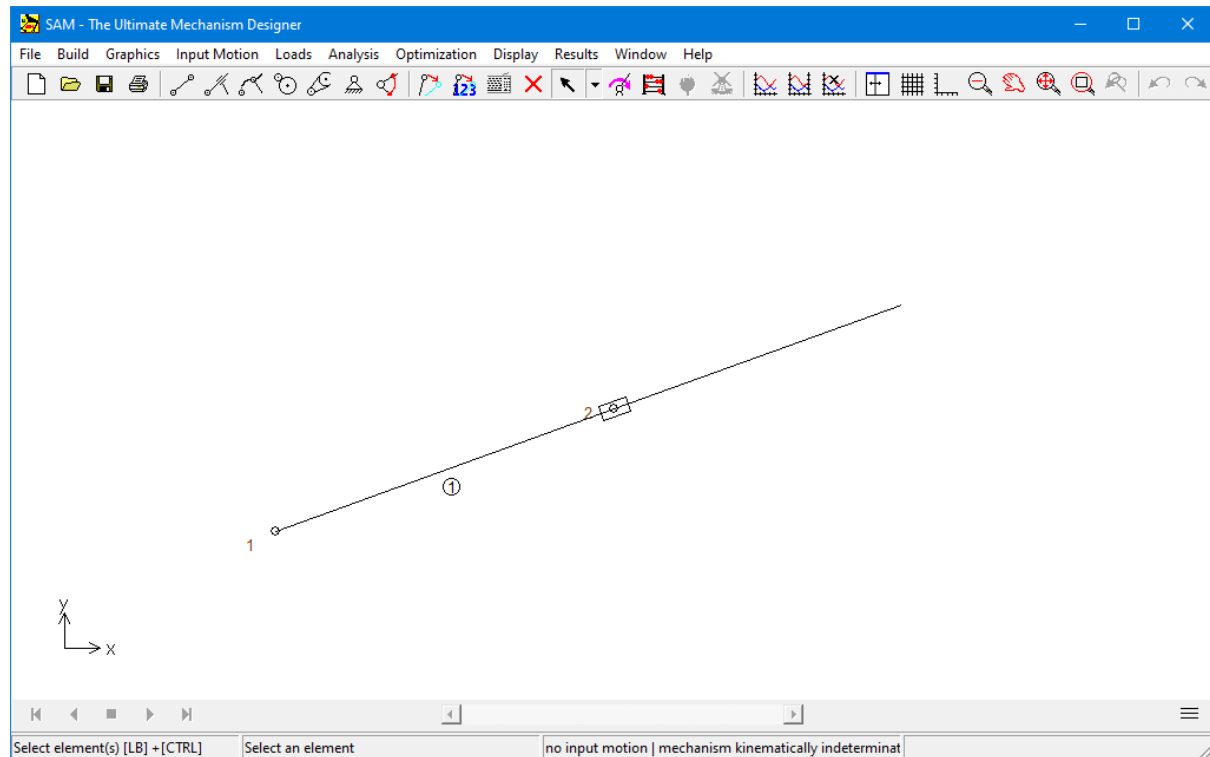 SAM - The Ultimate Mechanism Designer
File Build Graphics Input Motion Loads Analysis Optimization Display Results Window Help
123
2
1
1
y
x
Select element(s) [LB] +[CTRL] Select an element no input motion | mechanism kinematically indeterminat